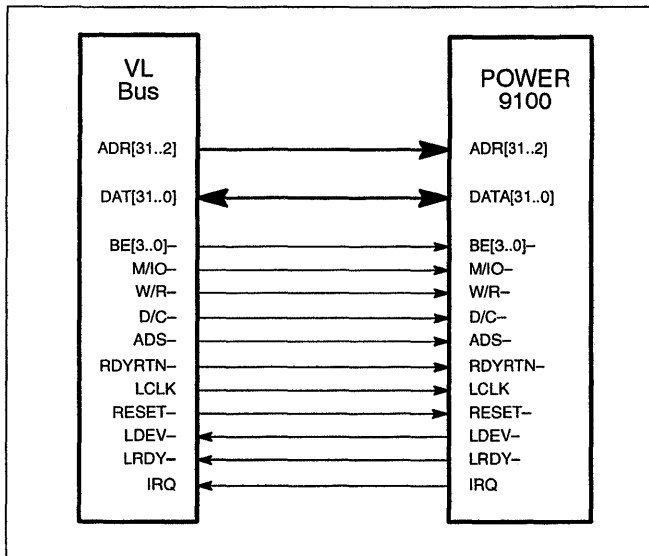 VL
Bus
POWER
9100
ADR[31..2] ADR[31..2]
DAT[31..0] DATA[31..0]
BE[3..0]– BE[3..0]–
M/IO– M/IO–
W/R– W/R–
D/C– D/C–
ADS– ADS–
RDYRTN– RDYRTN–
LCLK LCLK
RESET– RESET–
LDEV– LDEV–
LRDY– LRDY–
IRQ IRQ